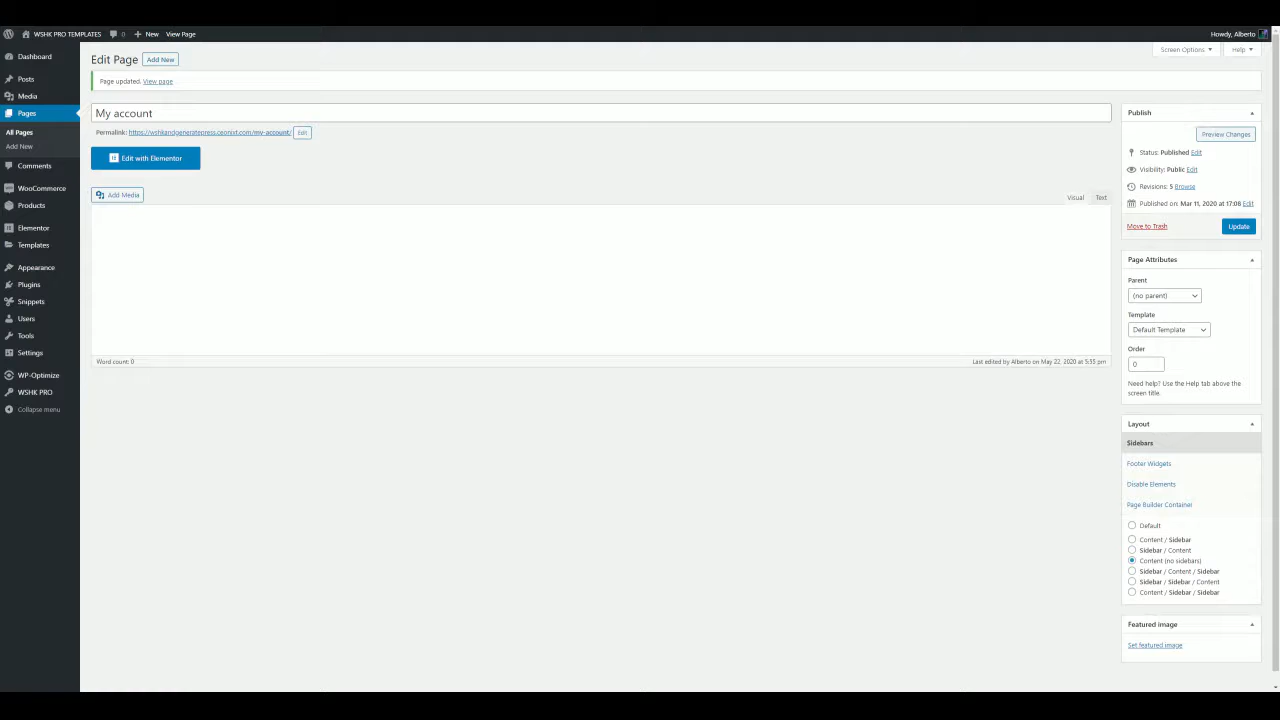 WSHK PRO TEMPLATES 0 New View Page Howdy, Alberto
Dashboard
Posts
Media
Pages
All Pages
Add New
Comments
WooCommerce
Products
Elementor
Templates
Appearance
Plugins
Snippets
Users
Tools
Settings
WP-Optimize
WSHK PRO
Collapse menu
Screen Options Help
Edit Page Add New
Page updated. View page
My account
Permalink: https://wshkandgeneratepress.ceonixt.com/my-account/ Edit
Edit with Elementor
Add Media
Visual Text
Word count: 0 Last edited by Alberto on May 22, 2020 at 5:55 pm
Publish
Preview Changes
Status: Published Edit
Visibility: Public Edit
Revisions: 5 Browse
Published on: Mar 11, 2020 at 17:08 Edit
Move to Trash Update
Page Attributes
Parent
(no parent)
Template
Default Template
Order
0
Need help? Use the Help tab above the
screen title.
Layout
Sidebars
Footer Widgets
Disable Elements
Page Builder Container
Default
Content / Sidebar
Sidebar / Content
Content (no sidebars)
Sidebar / Content / Sidebar
Sidebar / Sidebar / Content
Content / Sidebar / Sidebar
Featured image
Set featured image